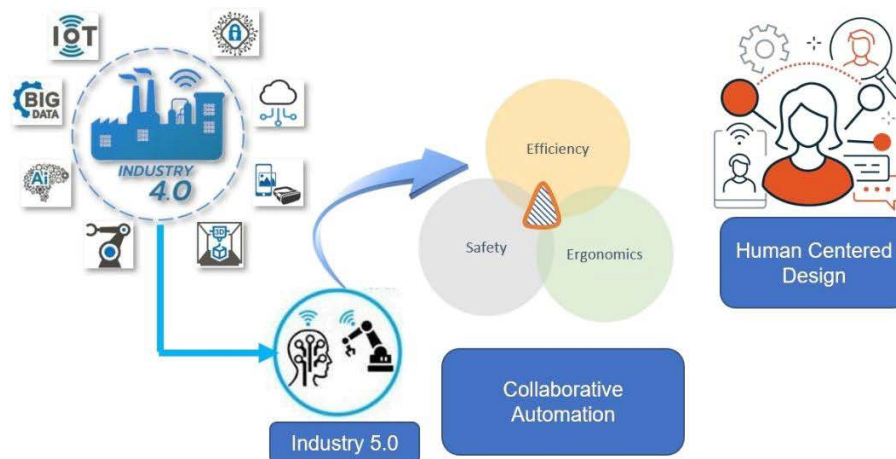 IoT
BIG
DATA
Ai
INDUSTRY
4.0
3D
Industry 5.0
Efficiency
Safety
Ergonomics
Collaborative
Automation
Human Centered
Design